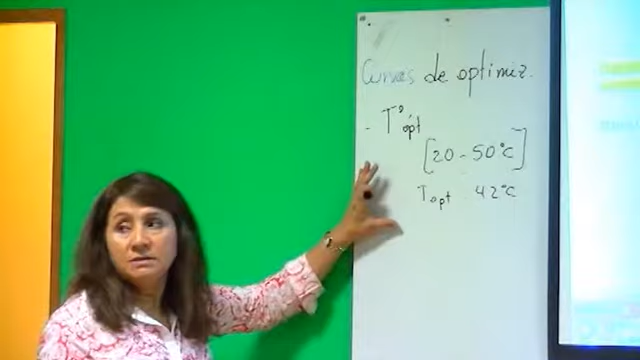 Curvas de optimiz.
- T° opt
[20 - 50°C]
Topt 42°C